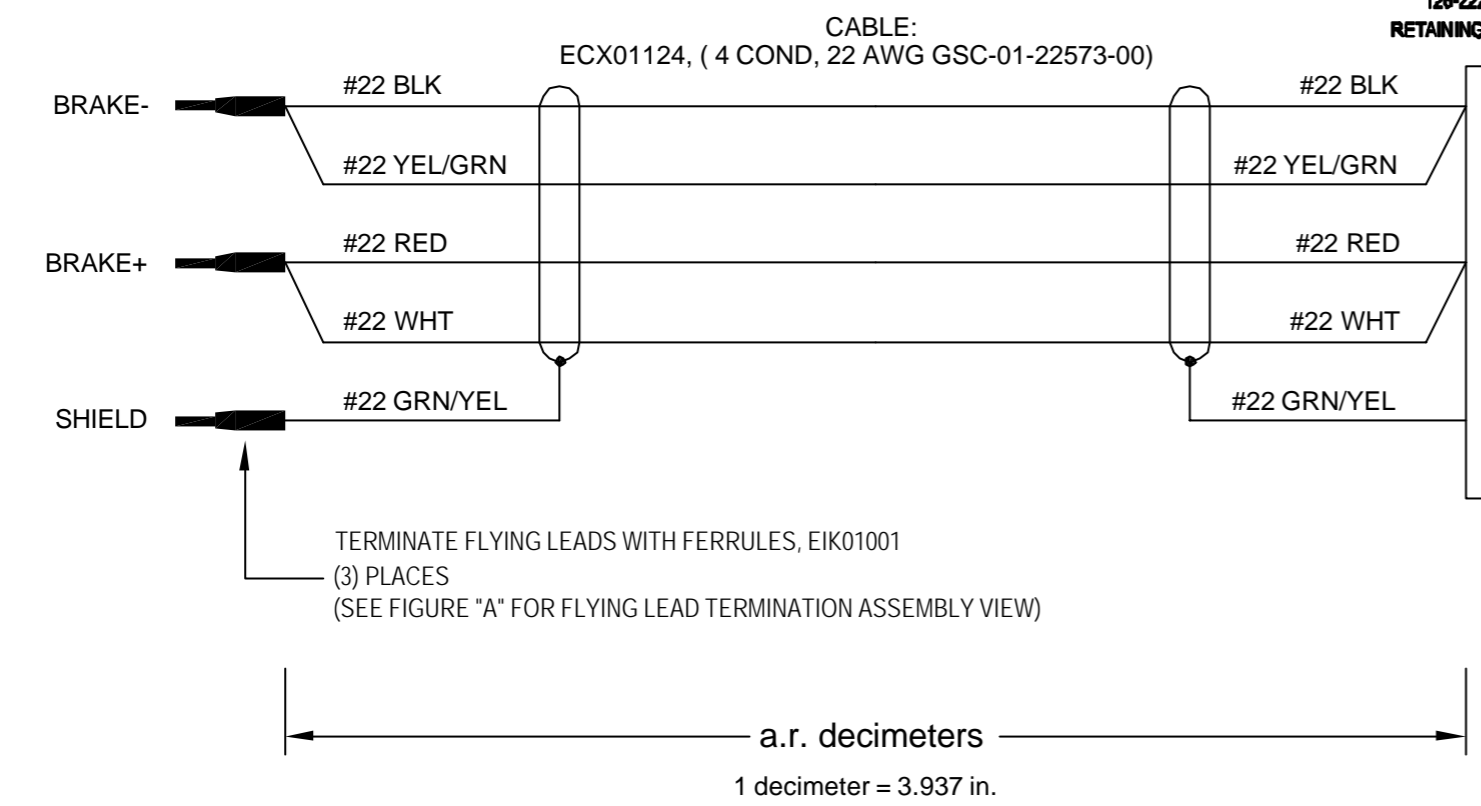 CABLE:
ECX01124, ( 4 COND, 22 AWG GSC-01-22573-00)
RETAINING
BRAKE-
#22 BLK
#22 BLK
#22 YEL/GRN
#22 YEL/GRN
BRAKE+
#22 RED
#22 RED
#22 WHT
#22 WHT
SHIELD
#22 GRN/YEL
#22 GRN/YEL
TERMINATE FLYING LEADS WITH FERRULES, EIK01001
(3) PLACES
(SEE FIGURE "A" FOR FLYING LEAD TERMINATION ASSEMBLY VIEW)
a.r. decimeters
1 decimeter = 3.937 in.